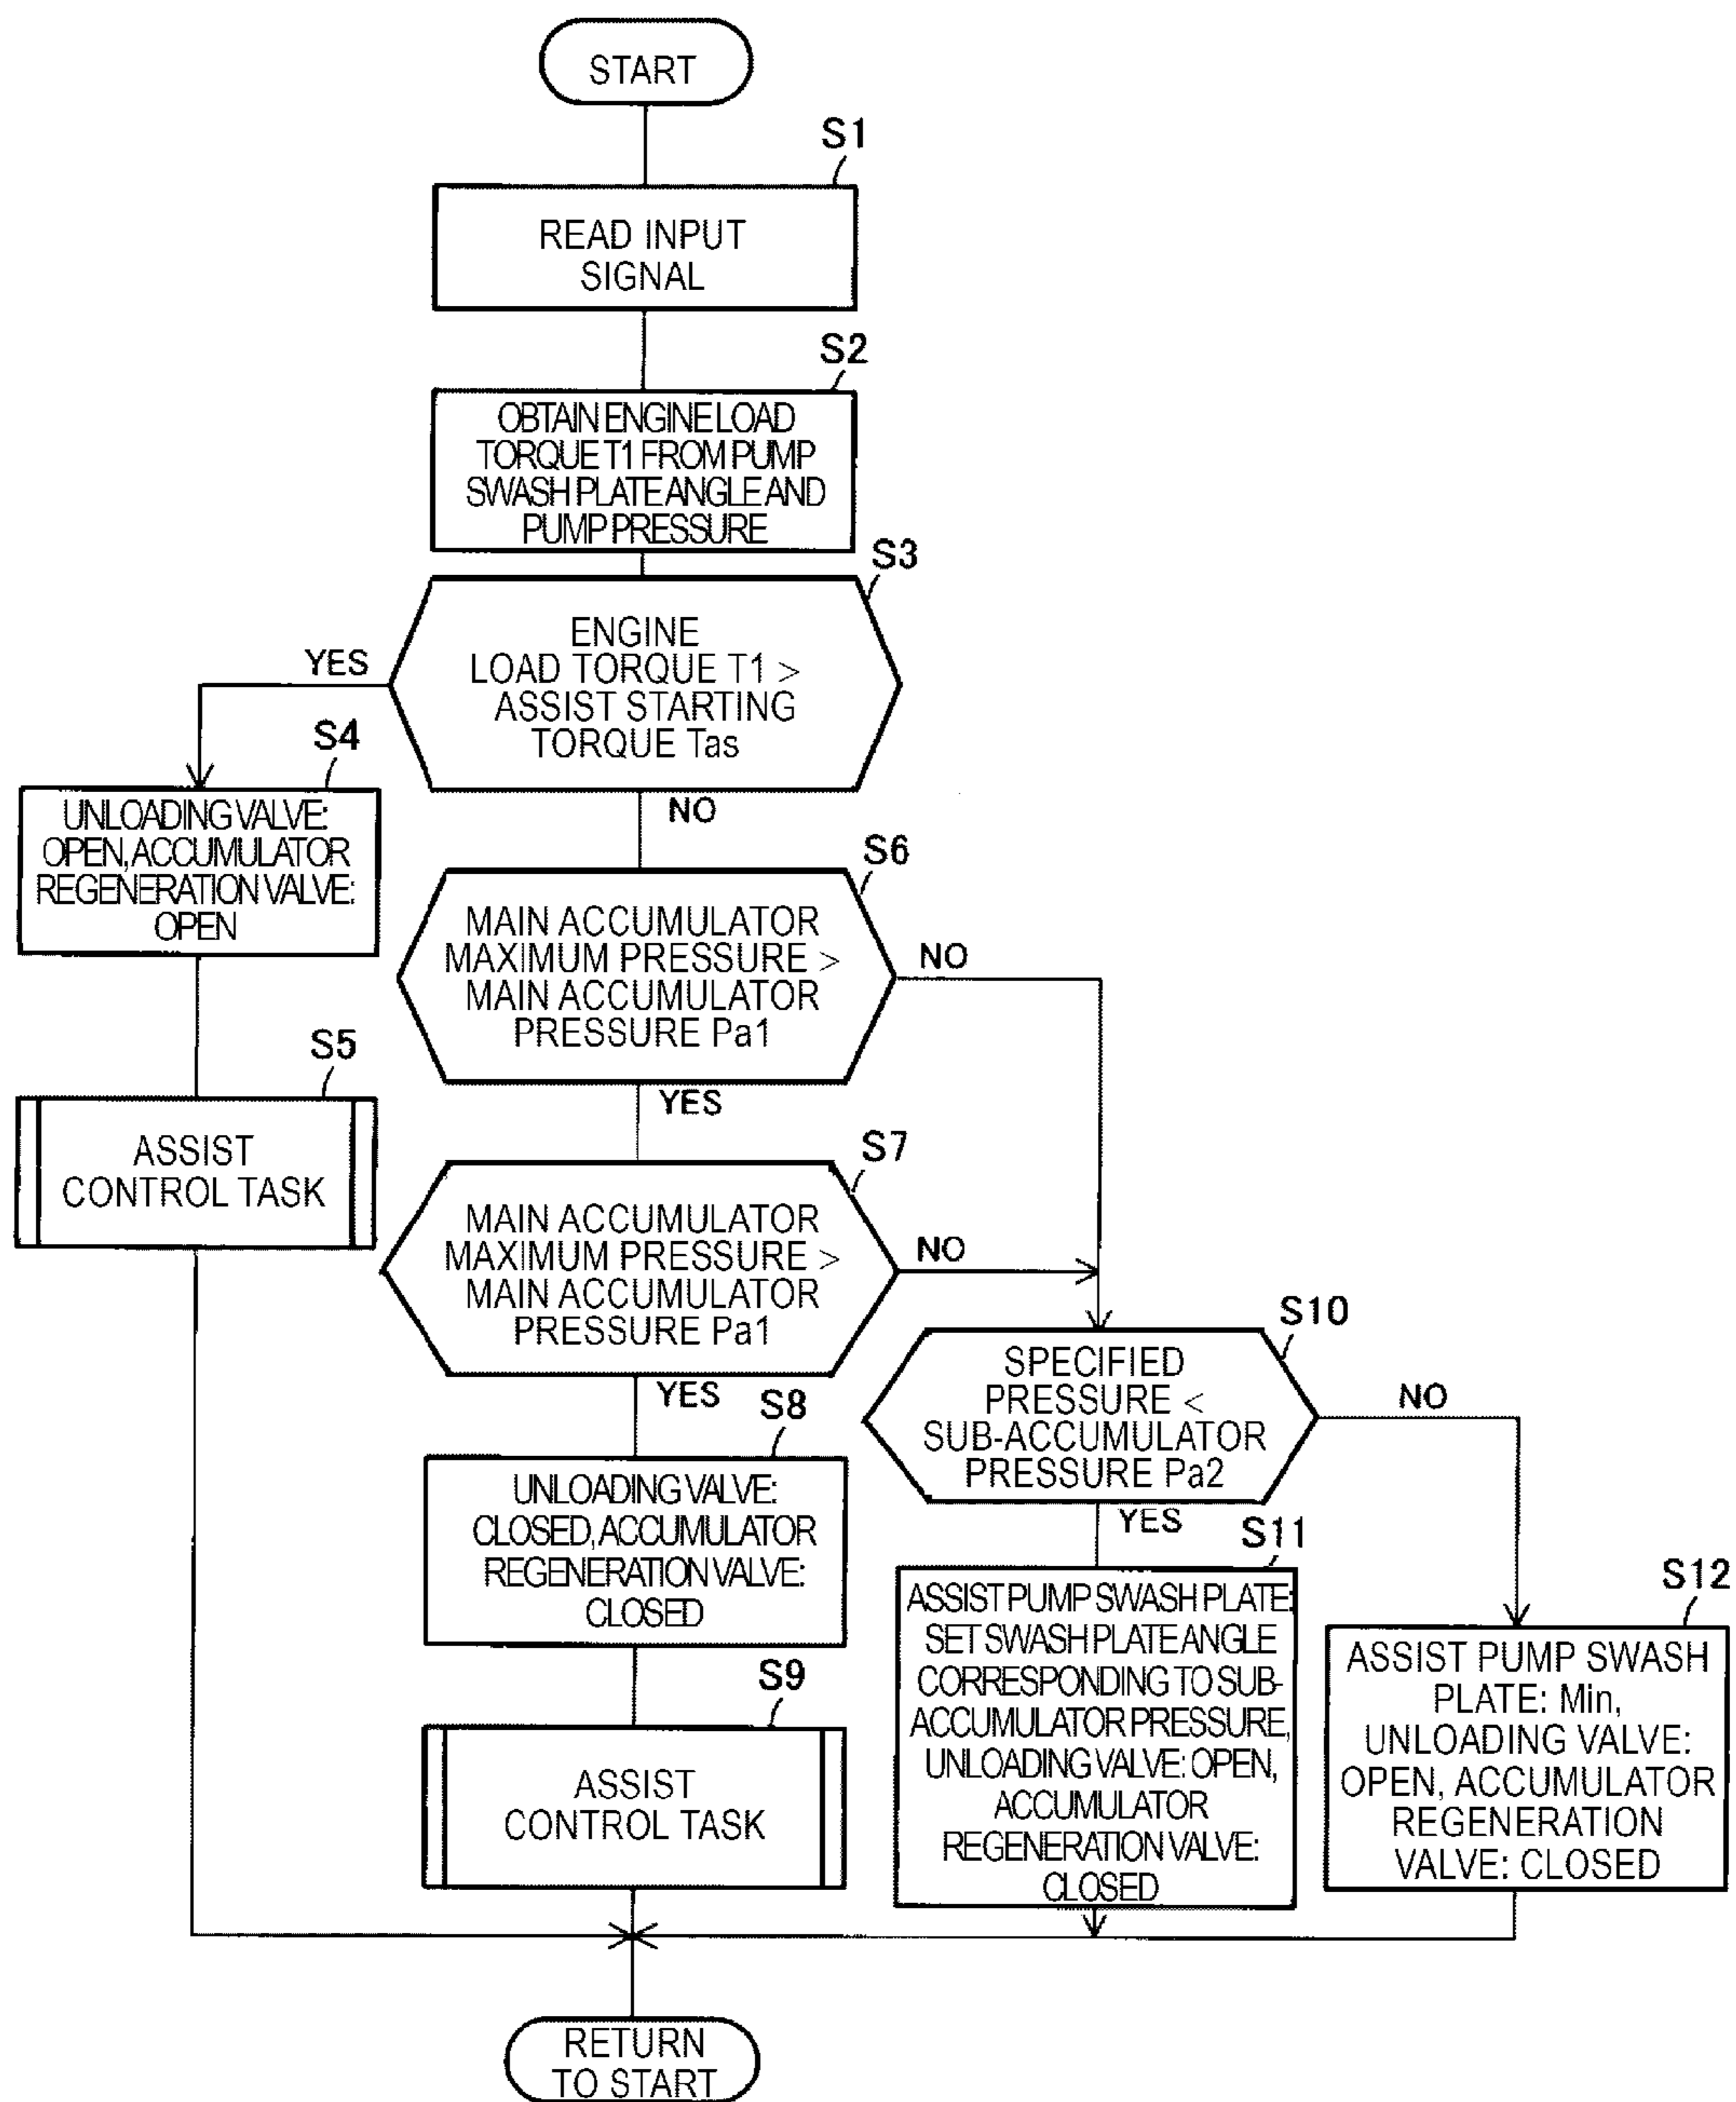 START
S1
READ INPUT
SIGNAL
S2
OBTAIN ENGINE LOAD
TORQUE T1 FROM PUMP
SWASH PLATE ANGLE AND
PUMP PRESSURE
S3
ENGINE
LOAD TORQUE T1 >
ASSIST STARTING
TORQUE Tas
YES
NO
S4
UNLOADING VALVE:
OPEN, ACCUMULATOR
REGENERATION VALVE:
OPEN
S5
ASSIST
CONTROL TASK
S6
MAIN ACCUMULATOR
MAXIMUM PRESSURE >
MAIN ACCUMULATOR
PRESSURE Pa1
NO
YES
S7
MAIN ACCUMULATOR
MAXIMUM PRESSURE >
MAIN ACCUMULATOR
PRESSURE Pa1
NO
YES
S8
UNLOADING VALVE:
CLOSED, ACCUMULATOR
REGENERATION VALVE:
CLOSED
S9
ASSIST
CONTROL TASK
S10
SPECIFIED
PRESSURE <
SUB-ACCUMULATOR
PRESSURE Pa2
NO
YES
S11
ASSIST PUMP SWASH PLATE:
SET SWASH PLATE ANGLE
CORRESPONDING TO SUB-
ACCUMULATOR PRESSURE,
UNLOADING VALVE: OPEN,
ACCUMULATOR
REGENERATION VALVE:
CLOSED
S12
ASSIST PUMP SWASH
PLATE: Min,
UNLOADING VALVE:
OPEN, ACCUMULATOR
REGENERATION
VALVE: CLOSED
RETURN
TO START